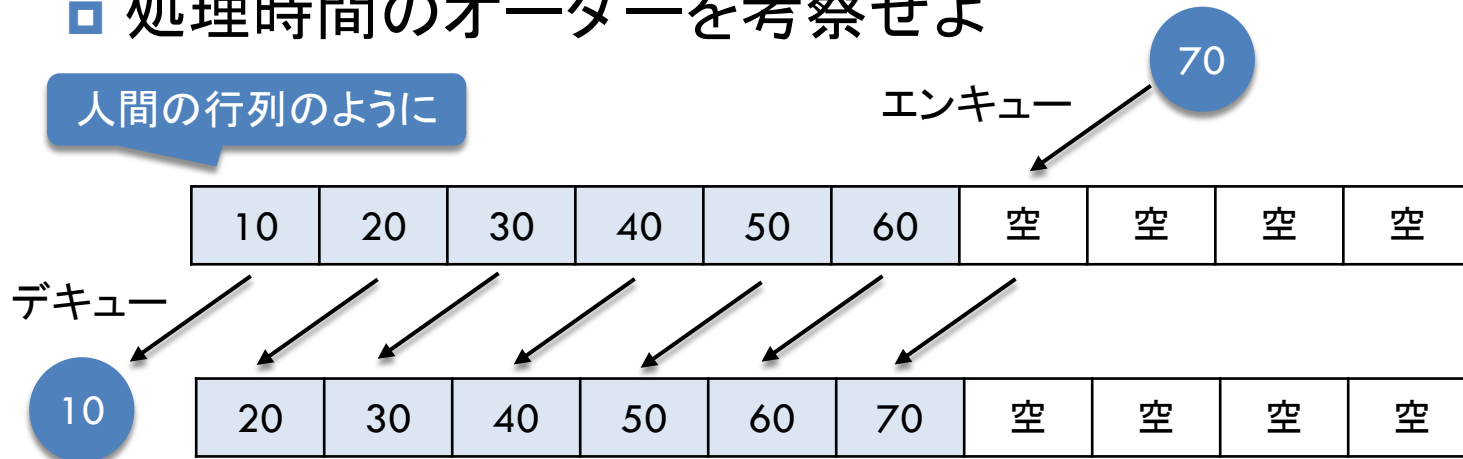 処理時間のオーダーを考察せよ
人間の行列のように
エンキュー
70
10 20 30 40 50 60 空 空 空 空
デキュー
10
20 30 40 50 60 70 空 空 空 空